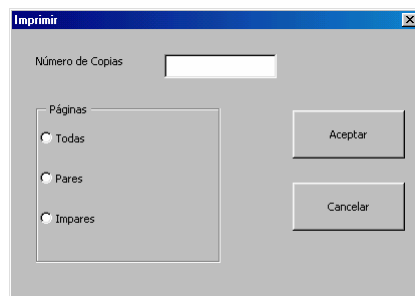 Imprimir
Número de Copias
Páginas
Todas
Pares
Impares
Aceptar
Cancelar